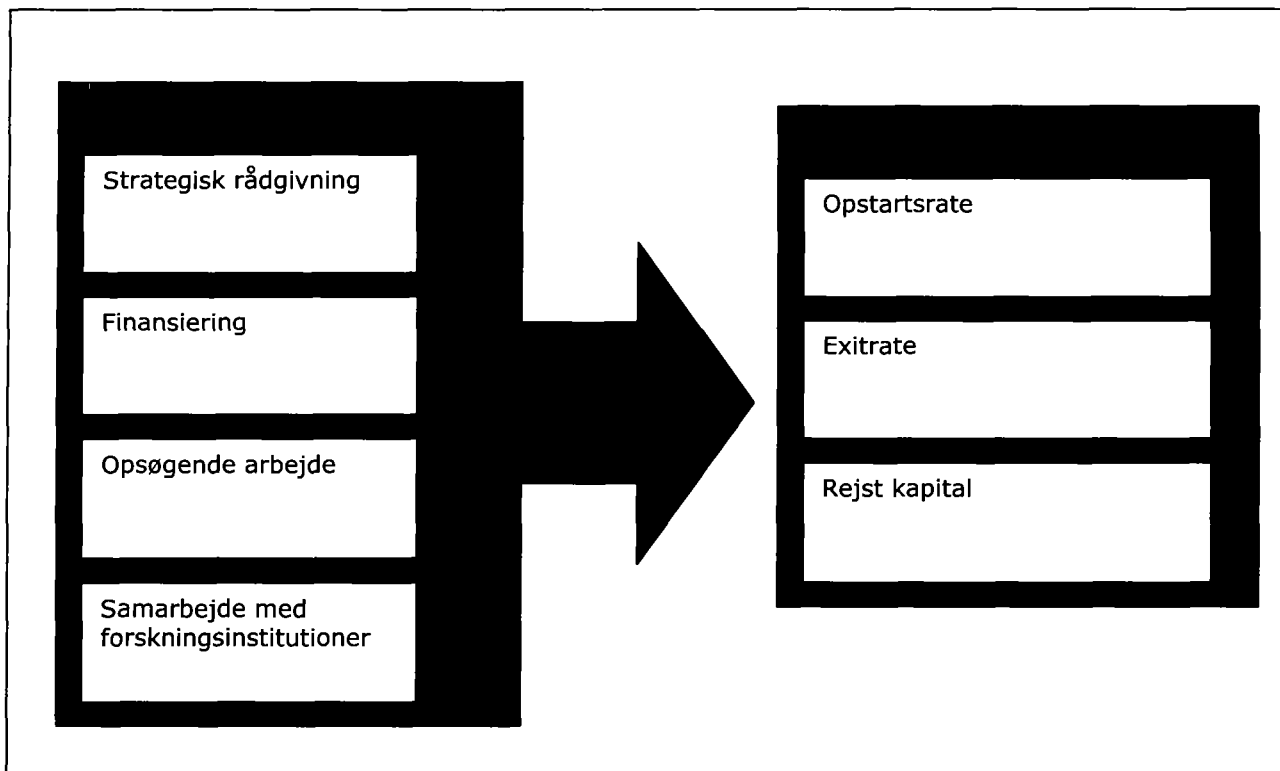 Strategisk rådgivning
Finansiering
Opsøgende arbejde
Samarbejde med
forskningsinstitutioner
Opstartsrate
Exitrate
Rejst kapital